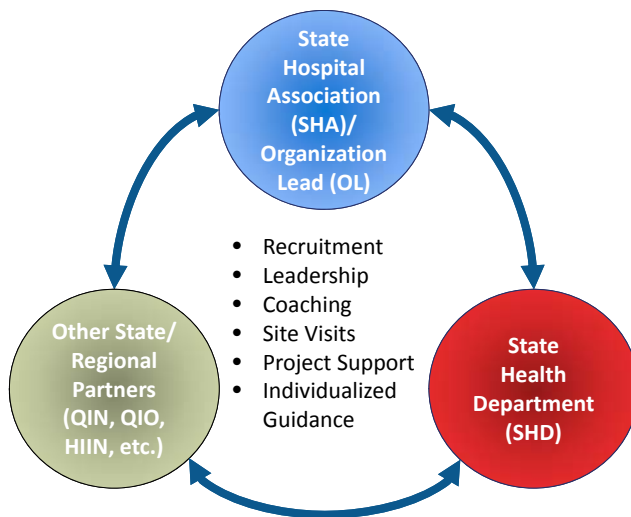 State
Hospital
Association
(SHA)/
Organization
Lead (OL)
• Recruitment
• Leadership
• Coaching
• Site Visits
• Project Support
• Individualized
Guidance
Other State/
Regional
Partners
(QIN, QIO,
HIIN, etc.)
State
Health
Department
(SHD)